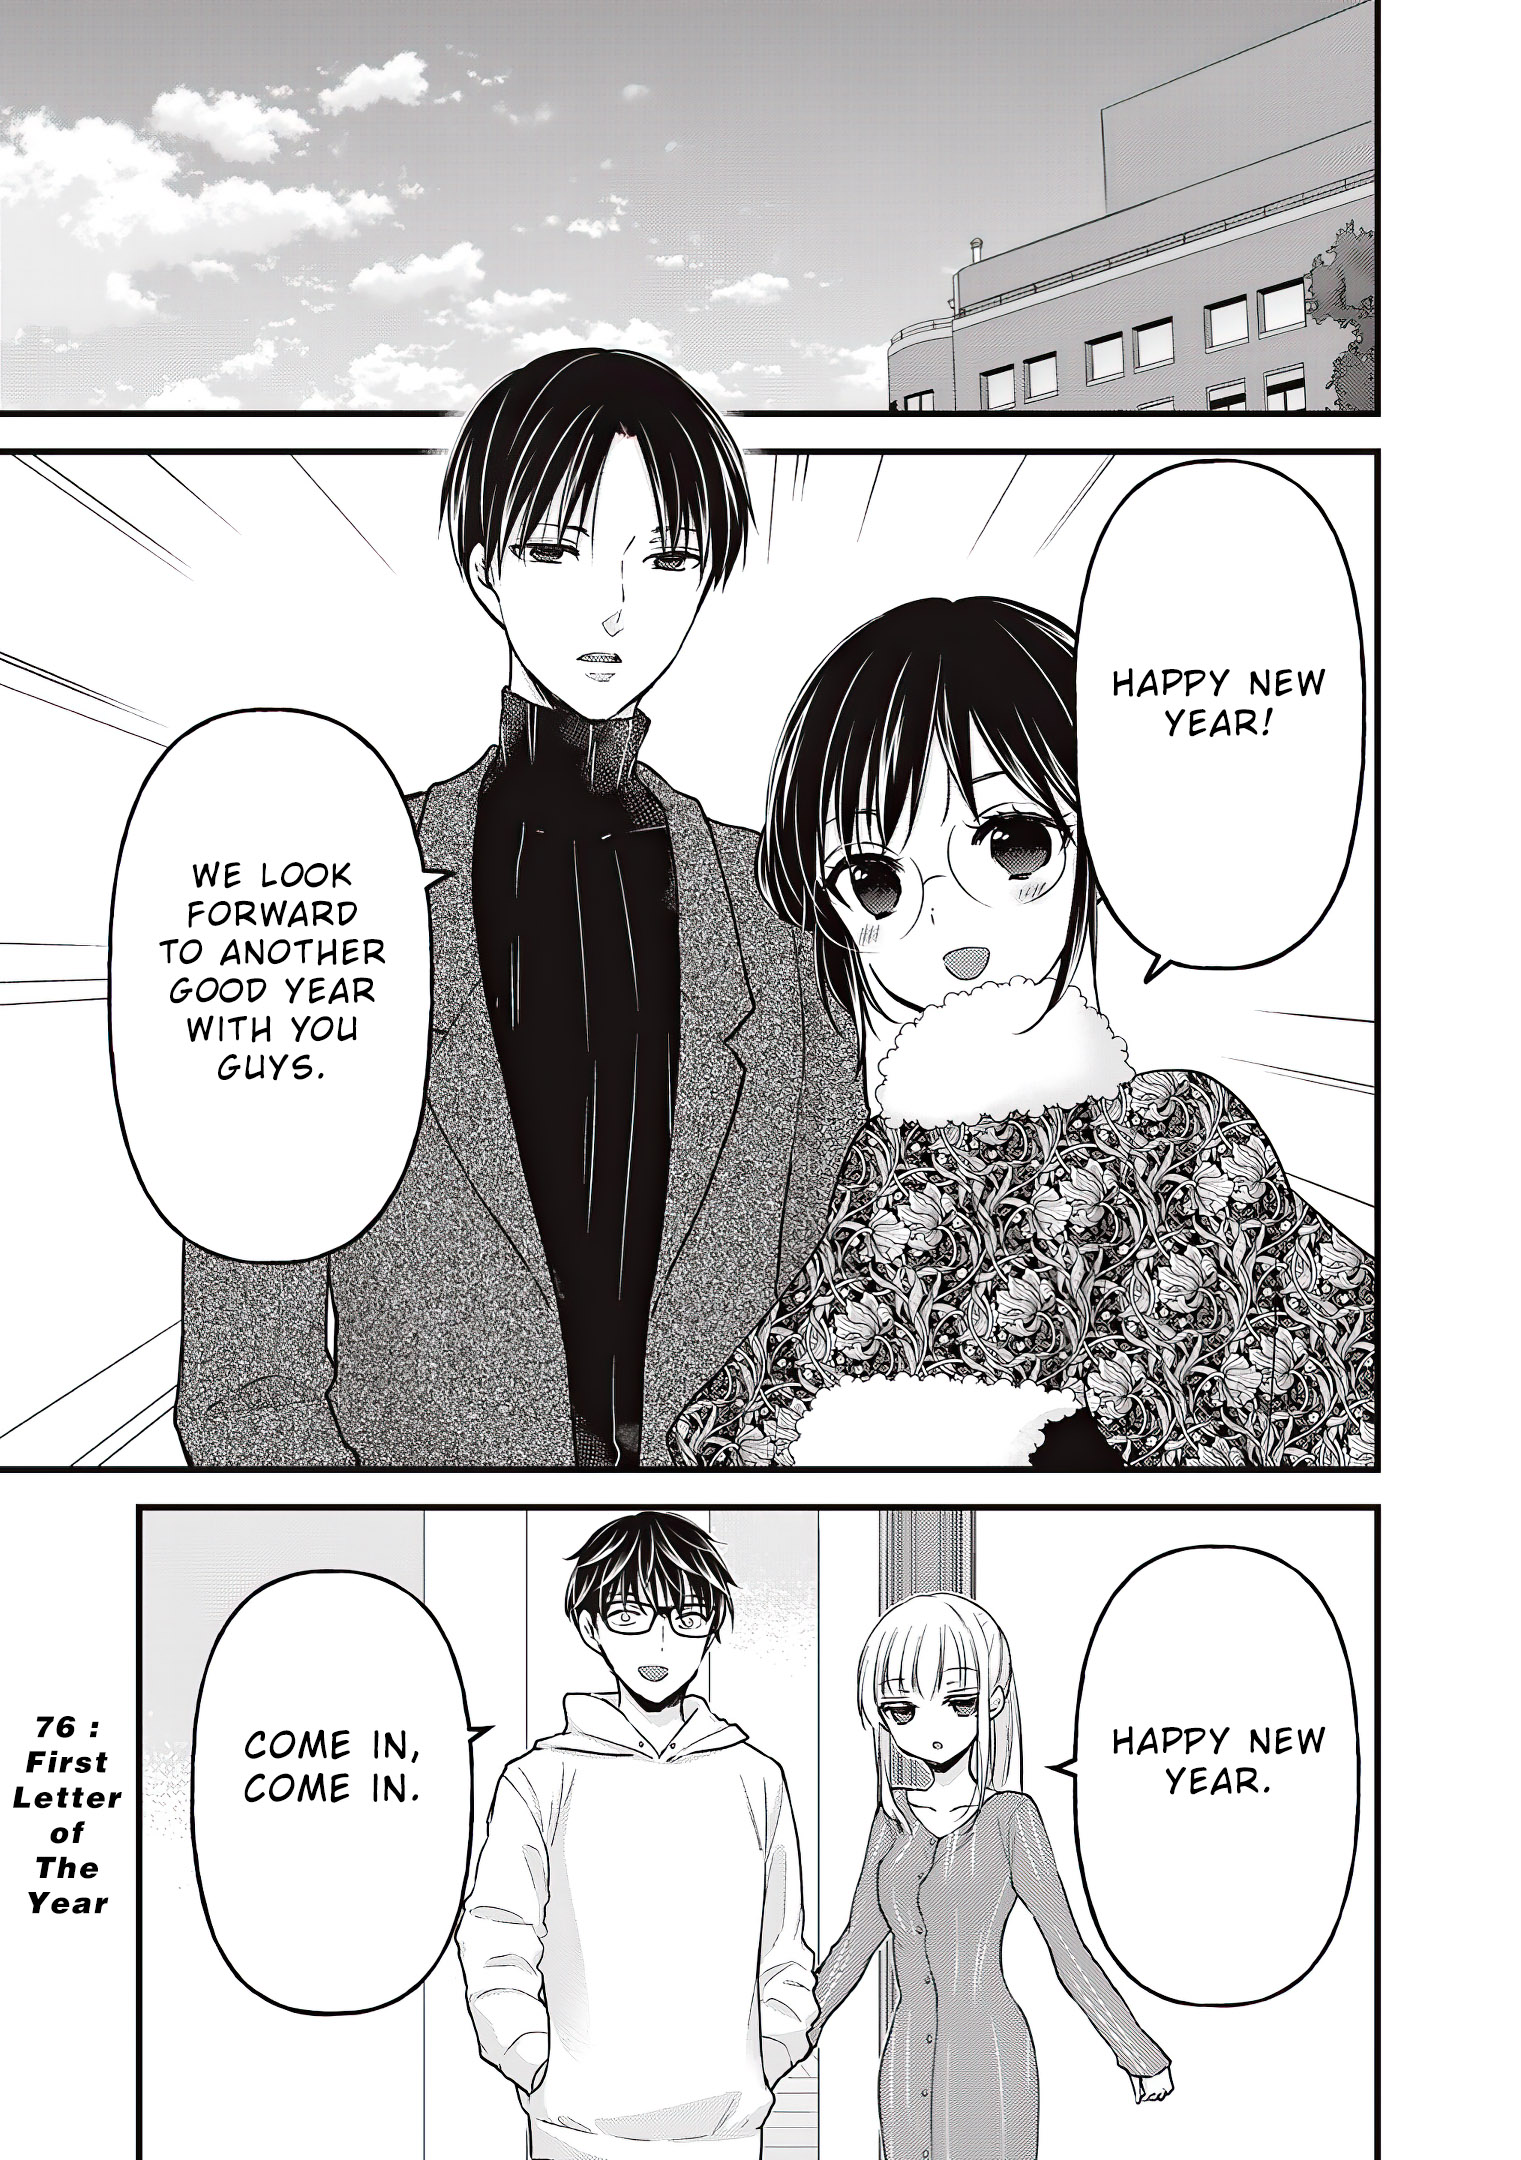 HAPPY NEW
YEAR!
WE LOOK
FORWARD
TO ANOTHER
GOOD YEAR
WITH YOU
GUYS.
HAPPY NEW
YEAR.
COME IN,
COME IN.
76 :
First
Letter
of
The
Year